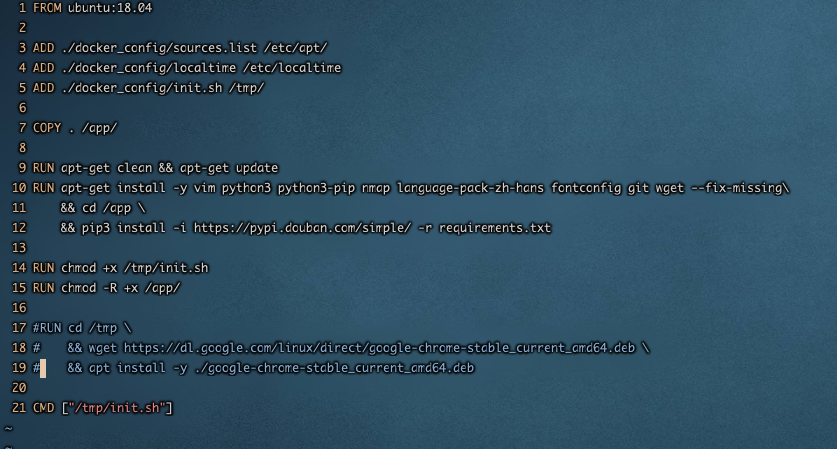 1 FROM ubuntu:18.04
2
3 ADD ./docker_config/sources.list /etc/apt/
4 ADD ./docker_config/localtime /etc/localtime
5 ADD ./docker_config/init.sh /tmp/
6
7 COPY . /app/
8
9 RUN apt-get clean && apt-get update
10 RUN apt-get install -y vim python3 python3-pip nmap language-pack-zh-hans fontconfig git wget --fix-missing\
11     && cd /app \
12     && pip3 install -i https://pypi.douban.com/simple/ -r requirements.txt
13
14 RUN chmod +x /tmp/init.sh
15 RUN chmod -R +x /app/
16
17 #RUN cd /tmp \
18 #    && wget https://dl.google.com/linux/direct/google-chrome-stable_current_amd64.deb \
19 #    && apt install -y ./google-chrome-stable_current_amd64.deb
20
21 CMD ["/tmp/init.sh"]
~
~